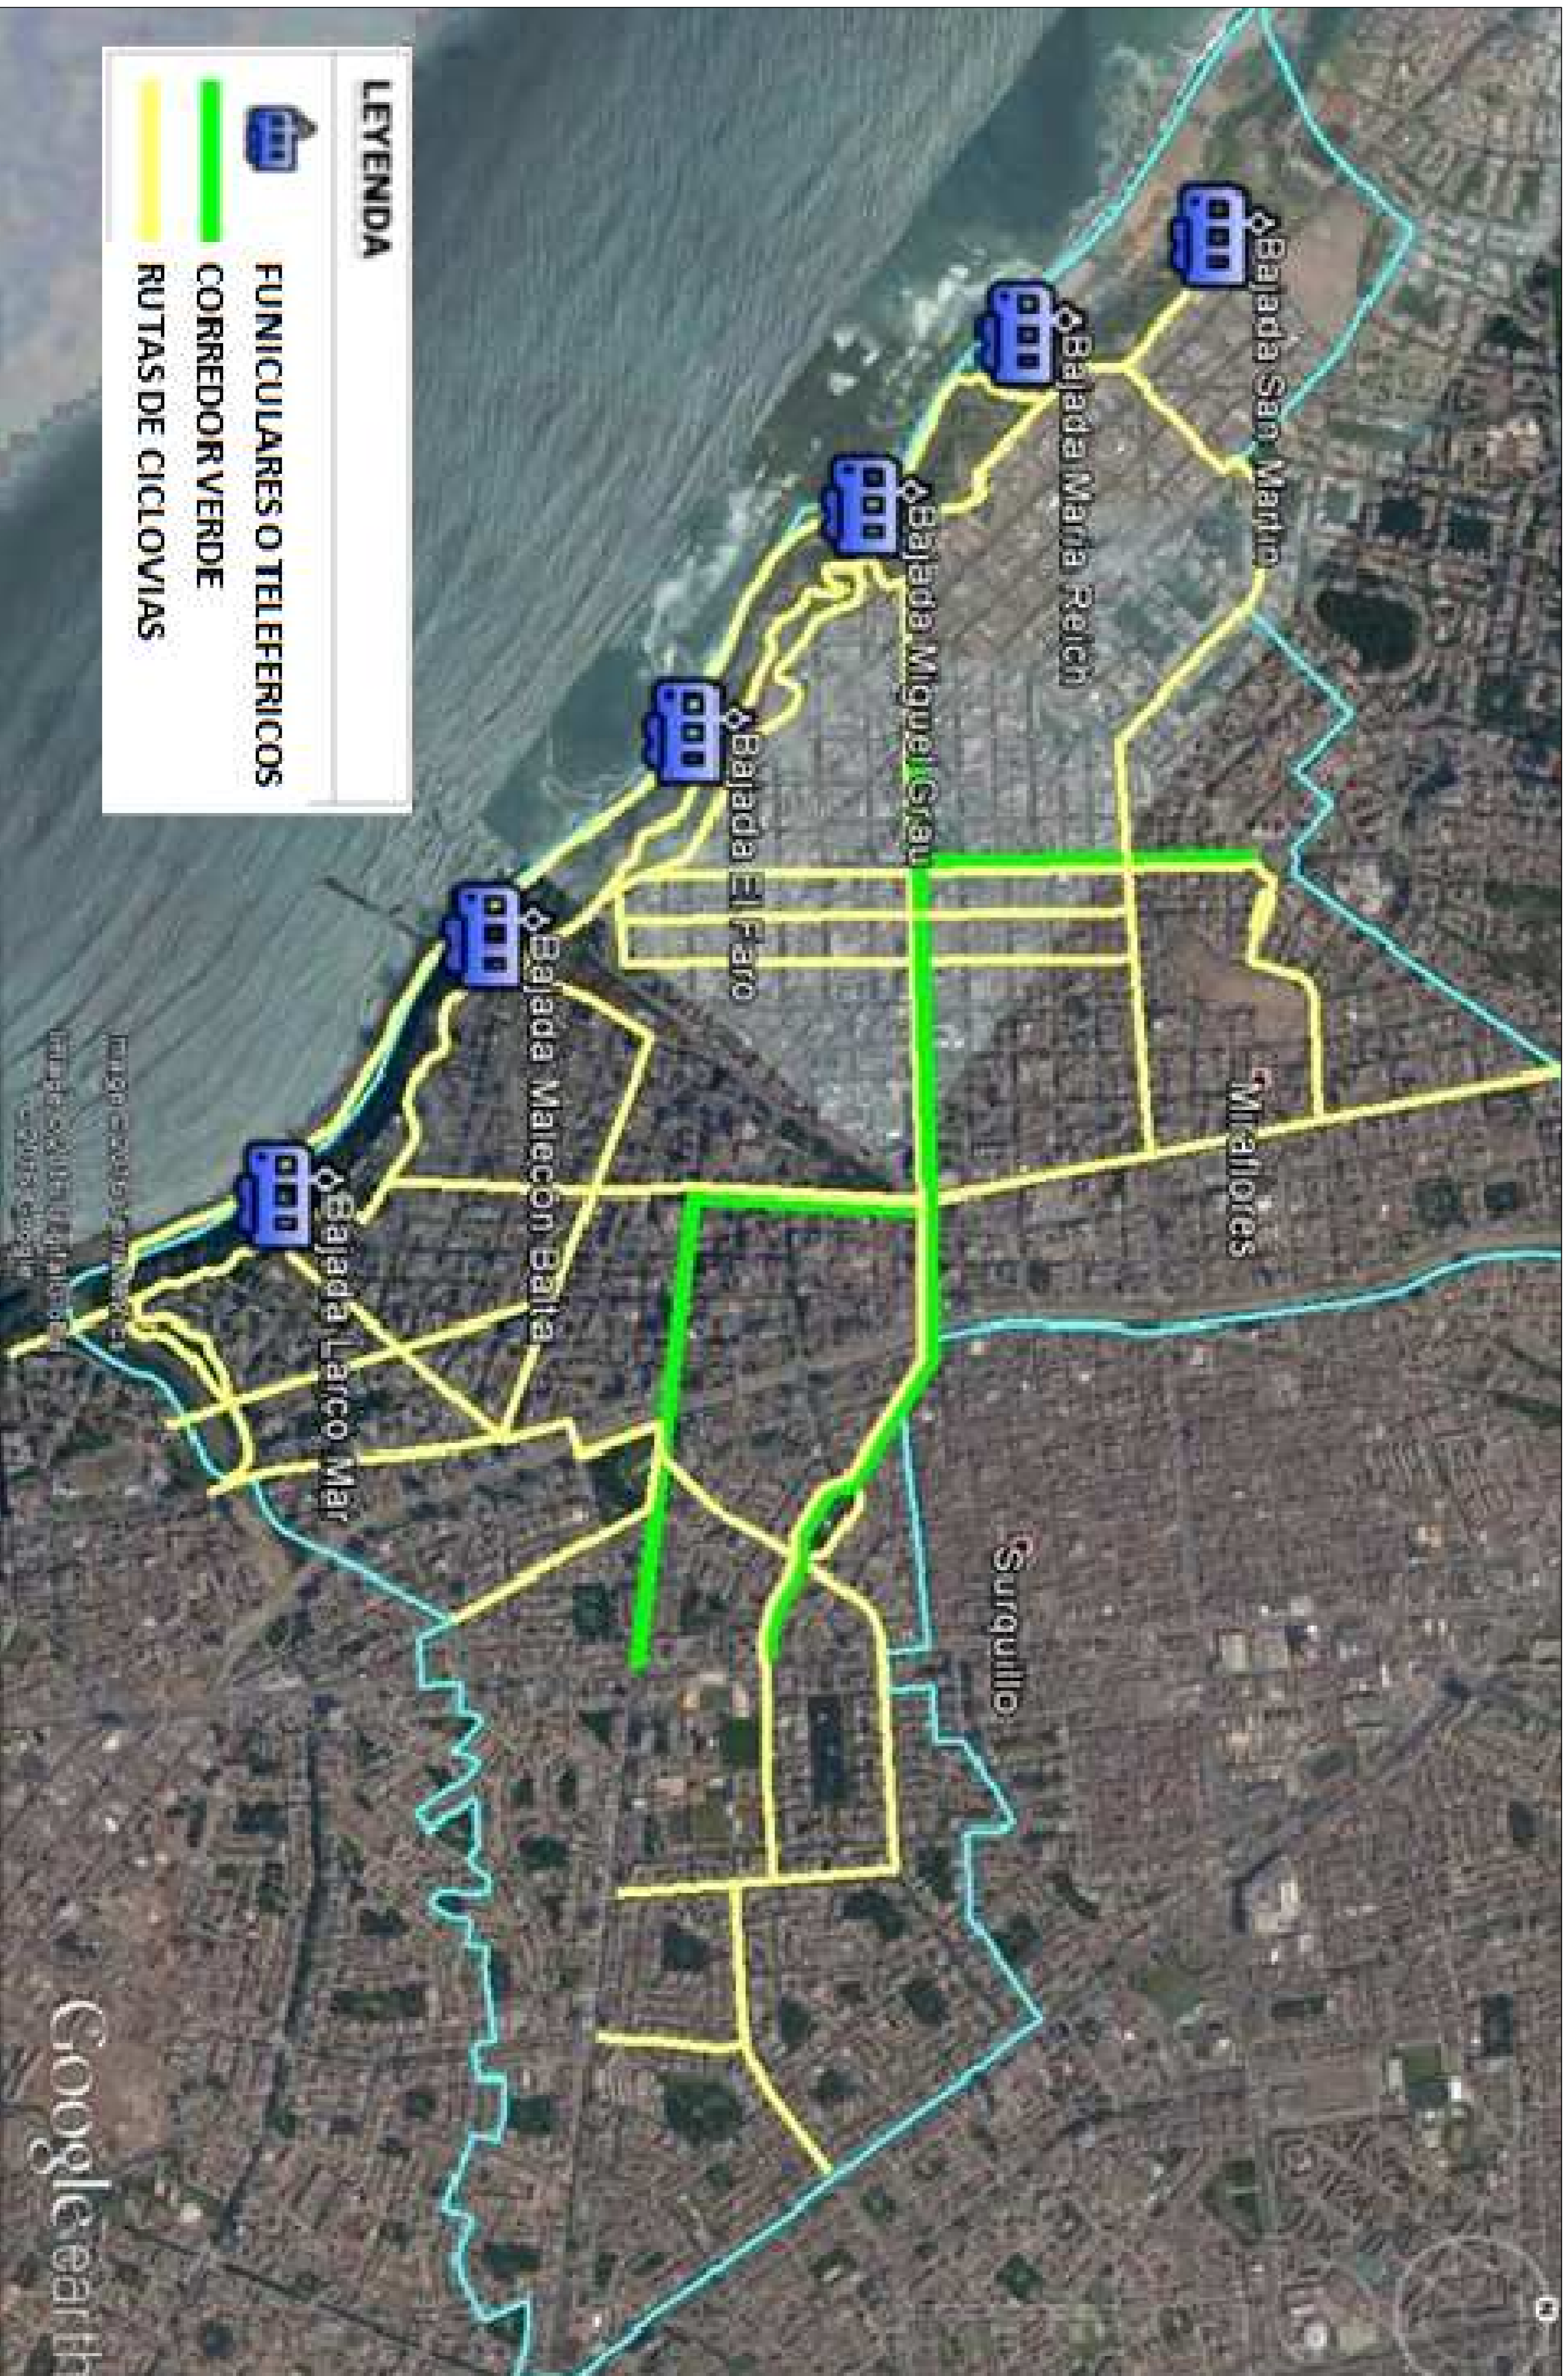 Bajada San Martin
Bajada Maria Reich
Bajada Miguel Grau
Bajada El Faro
Bajada Malecon Balta
Bajada Larco Mar
Miraflores
Surquillo
LEYENDA
FUNICULARES O TELEFERICOS
CORREDOR VERDE
RUTAS DE CICLOVIAS
Google earth
N